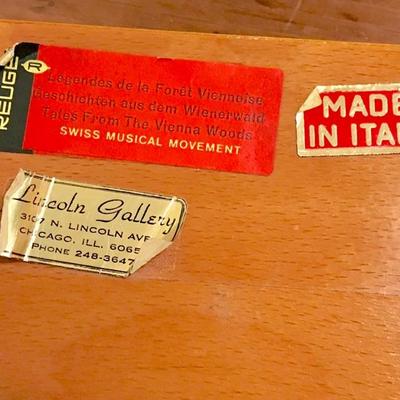 REUGE
R
Légendes de la Forêt Viennoise
Geschichten aus dem Wienerwald
Tales From The Vienna Woods
SWISS MUSICAL MOVEMENT
MADE
IN ITA
Lincoln Gallery
3107 N. LINCOLN AVE
CHICAGO, ILL. 6065
PHONE 248-3647